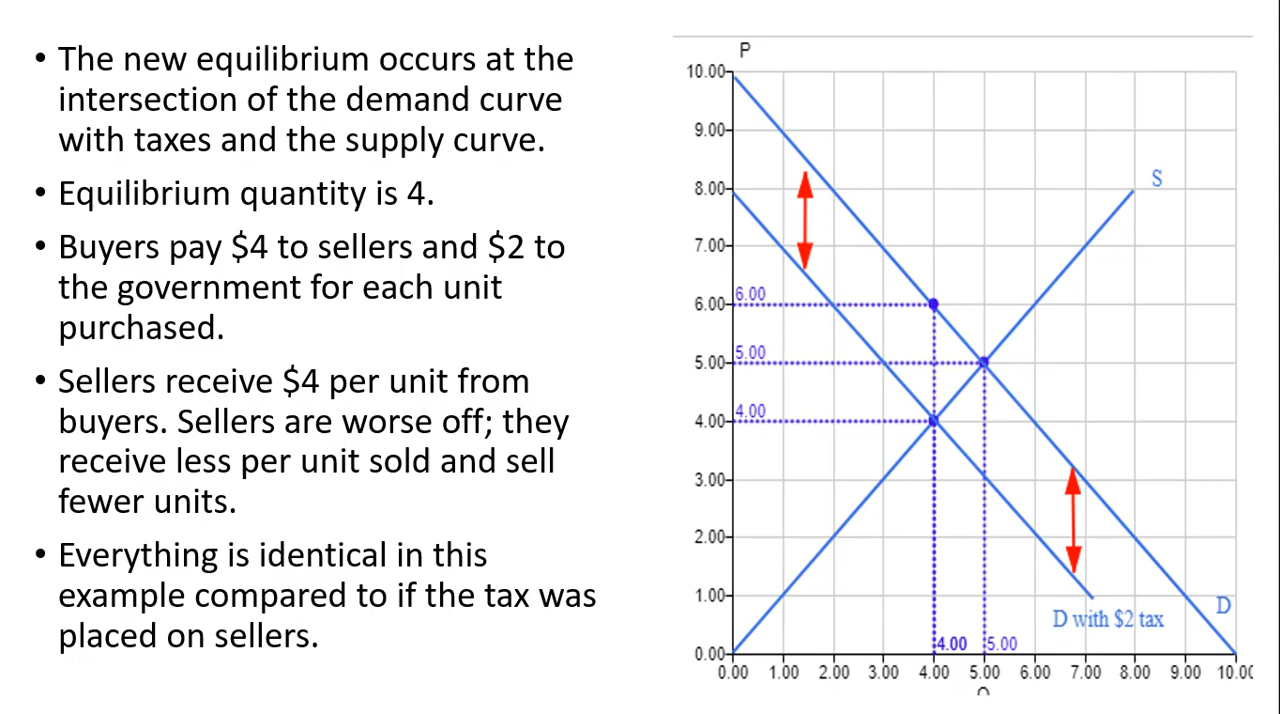 • The new equilibrium occurs at the
intersection of the demand curve
with taxes and the supply curve.
• Equilibrium quantity is 4.
• Buyers pay $4 to sellers and $2 to
the government for each unit
purchased.
• Sellers receive $4 per unit from
buyers. Sellers are worse off; they
receive less per unit sold and sell
fewer units.
• Everything is identical in this
example compared to if the tax was
placed on sellers.
P
10.00
9.00
8.00
S
7.00
6.00
6.00
5.00
5.00
4.00
4.00
3.00
2.00
1.00
D
D with $2 tax
4.00 5.00
0.00
0.00 1.00 2.00 3.00 4.00 5.00 6.00 7.00 8.00 9.00 10.00